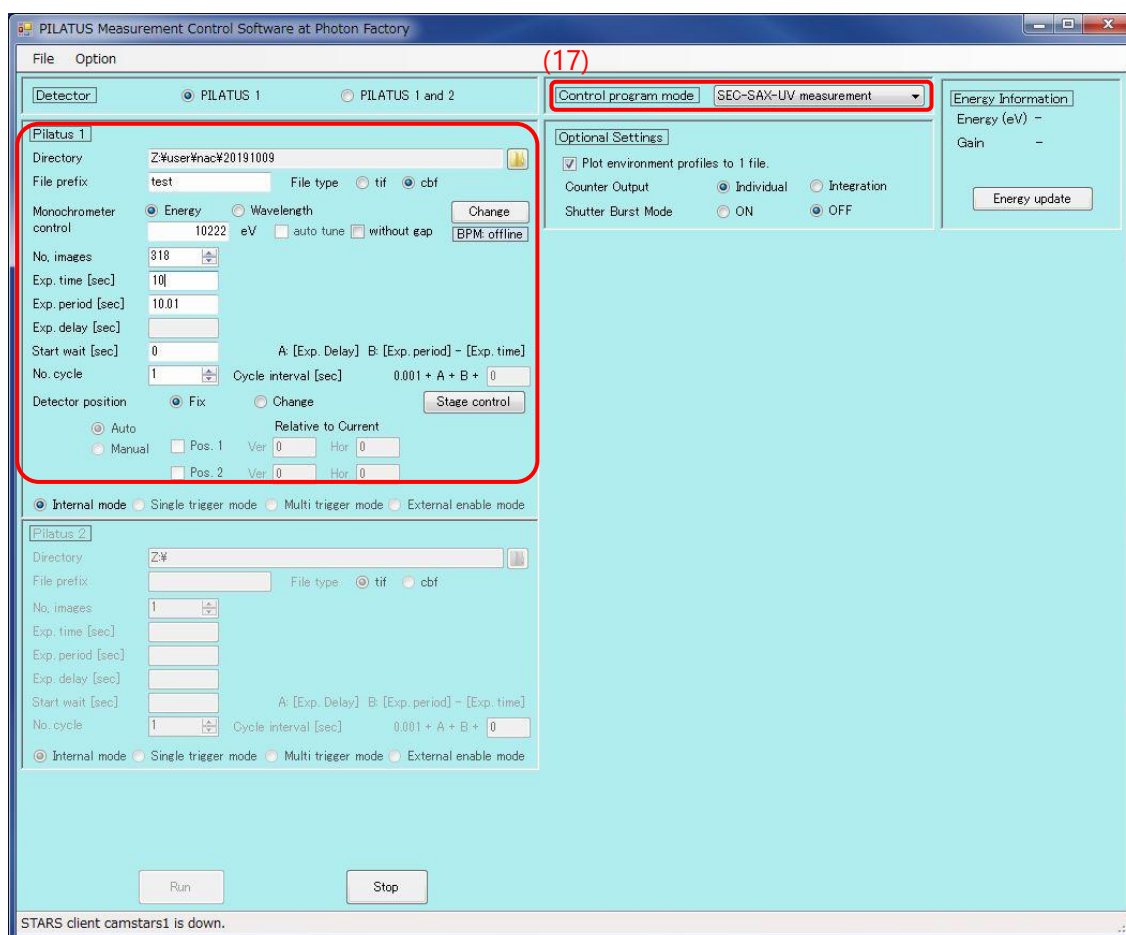 PILATUS Measurement Control Software at Photon Factory
File Option
(17)
Detector PILATUS 1 PILATUS 1 and 2
Control program mode SEC-SAX-UV measurement
Energy Information
Energy (eV) -
Gain -
Energy update
Optional Settings
Plot environment profiles to 1 file.
Counter Output Individual Integration
Shutter Burst Mode ON OFF
Pilatus 1
Directory Z:¥user¥nac¥20191009
File prefix test File type tif cbf
Monochrometer control Energy Wavelength Change
10222 eV auto tune without gap BPM: offline
No, images 318
Exp. time [sec] 10
Exp. period [sec] 10.01
Exp. delay [sec]
Start wait [sec] 0 A: [Exp. Delay] B: [Exp. period] - [Exp. time]
No. cycle 1 Cycle interval [sec] 0.001 + A + B + 0
Detector position Fix Change Stage control
Auto Relative to Current
Manual Pos. 1 Ver 0 Hor 0
Pos. 2 Ver 0 Hor 0
Internal mode Single trigger mode Multi trigger mode External enable mode
Pilatus 2
Directory Z:¥
File prefix File type tif cbf
No, images 1
Exp. time [sec]
Exp. period [sec]
Exp. delay [sec]
Start wait [sec] A: [Exp. Delay] B: [Exp. period] - [Exp. time]
No. cycle 1 Cycle interval [sec] 0.001 + A + B + 0
Internal mode Single trigger mode Multi trigger mode External enable mode
Run Stop
STARS client camstars1 is down.